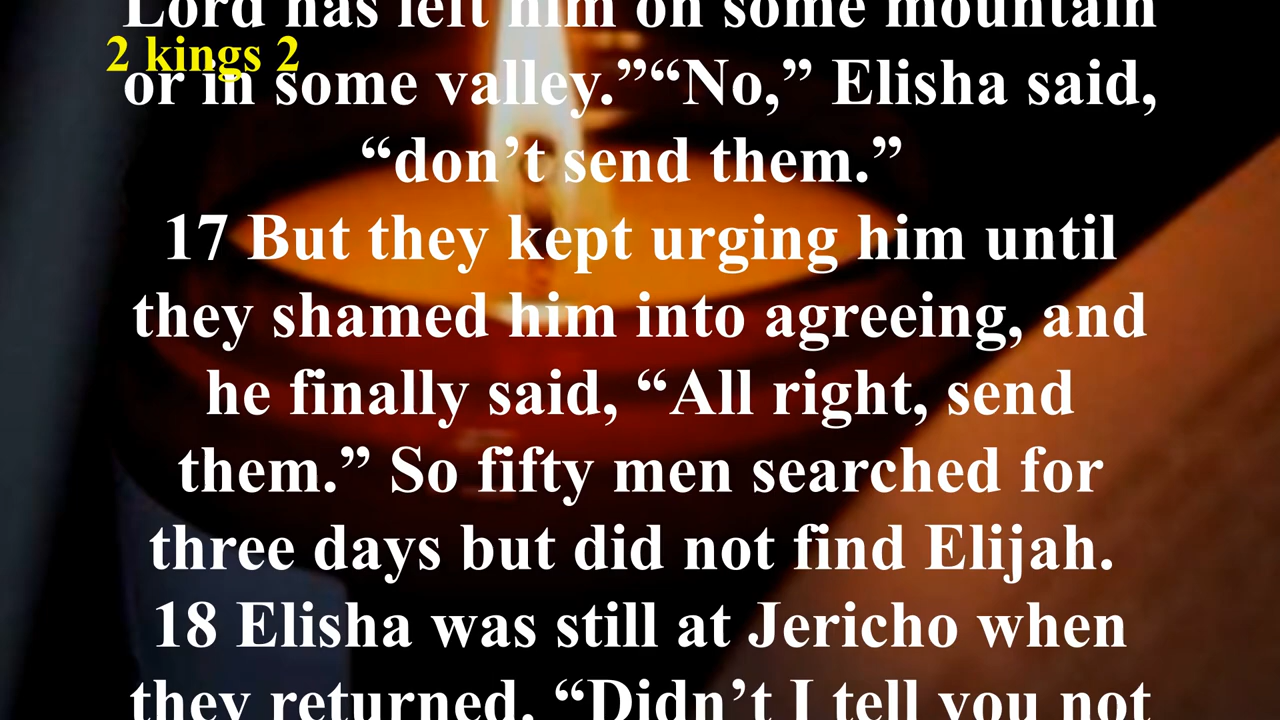 Lord has left him on some mountain
2 kings 2
or in some valley.”“No,” Elisha said,
“don’t send them.”
17 But they kept urging him until
they shamed him into agreeing, and
he finally said, “All right, send
them.” So fifty men searched for
three days but did not find Elijah.
18 Elisha was still at Jericho when
they returned. “Didn’t I tell you not